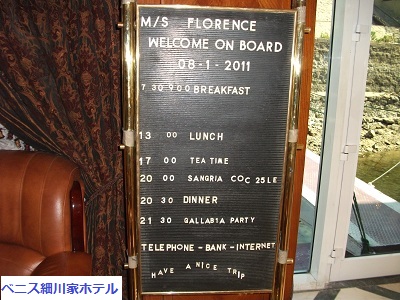 M/S FLORENCE
WELCOME ON BOARD
08-1-2011
7 30 9 00 BREAKFAST
13 00 LUNCH
17 00 TEA TIME
20 00 SANGRIA COC 25 LE
20 30 DINNER
21 30 GALLABIA PARTY
TELEPHONE - BANK - INTERNET
HAVE A NICE TRIP
ベニス細川家ホテル